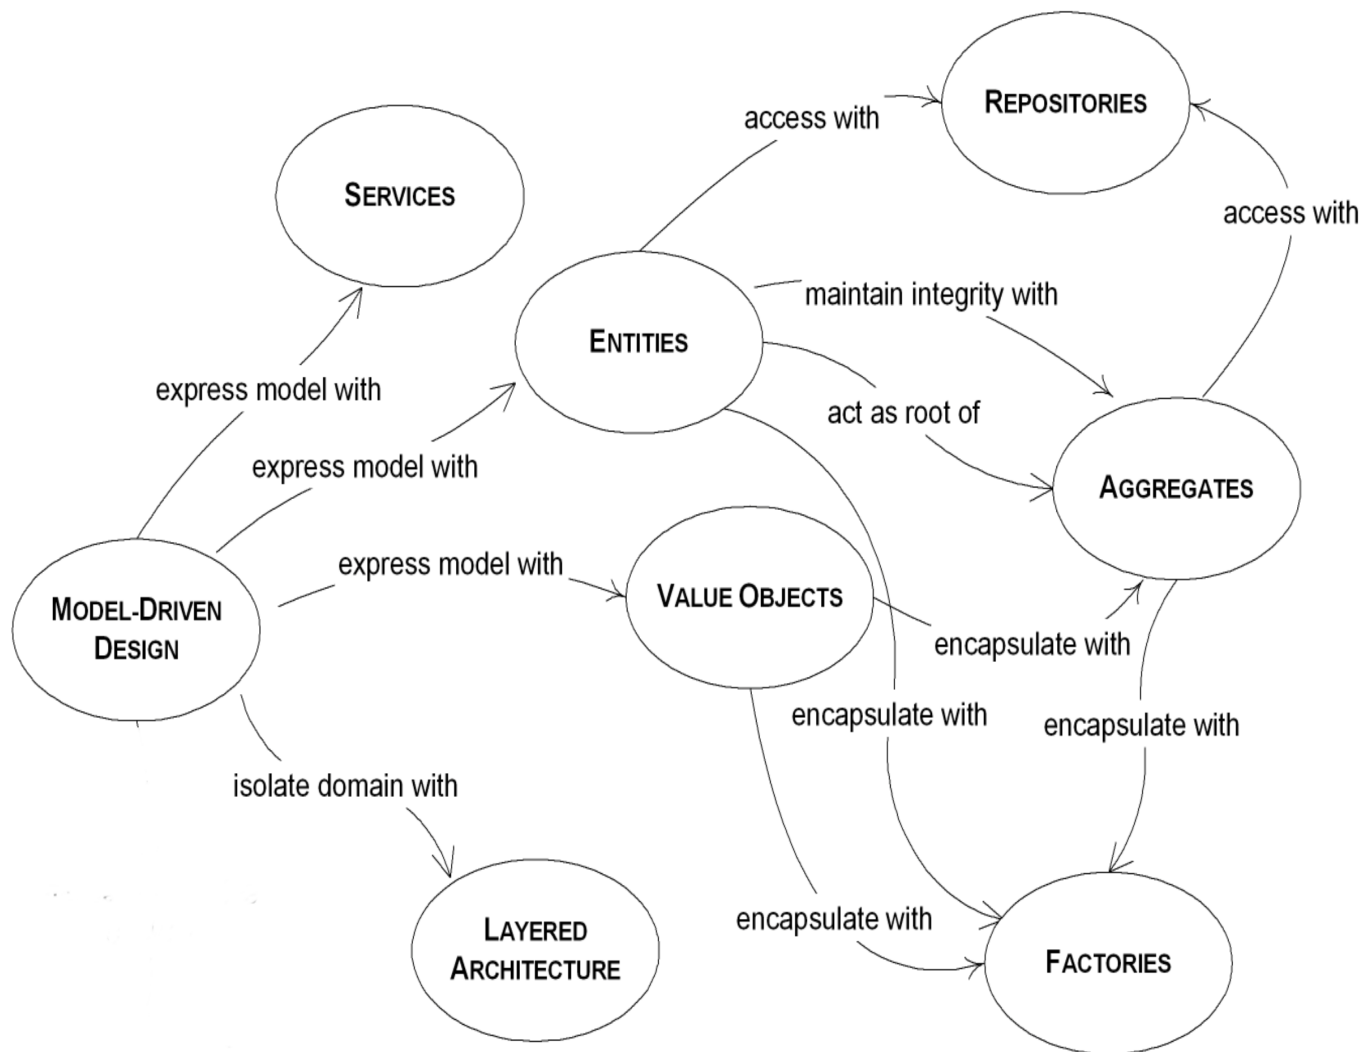 REPOSITORIES
access with
SERVICES
access with
maintain integrity with
ENTITIES
express model with
act as root of
express model with
AGGREGATES
express model with
VALUE OBJECTS
MODEL-DRIVEN
DESIGN
encapsulate with
encapsulate with
encapsulate with
isolate domain with
encapsulate with
LAYERED
ARCHITECTURE
FACTORIES